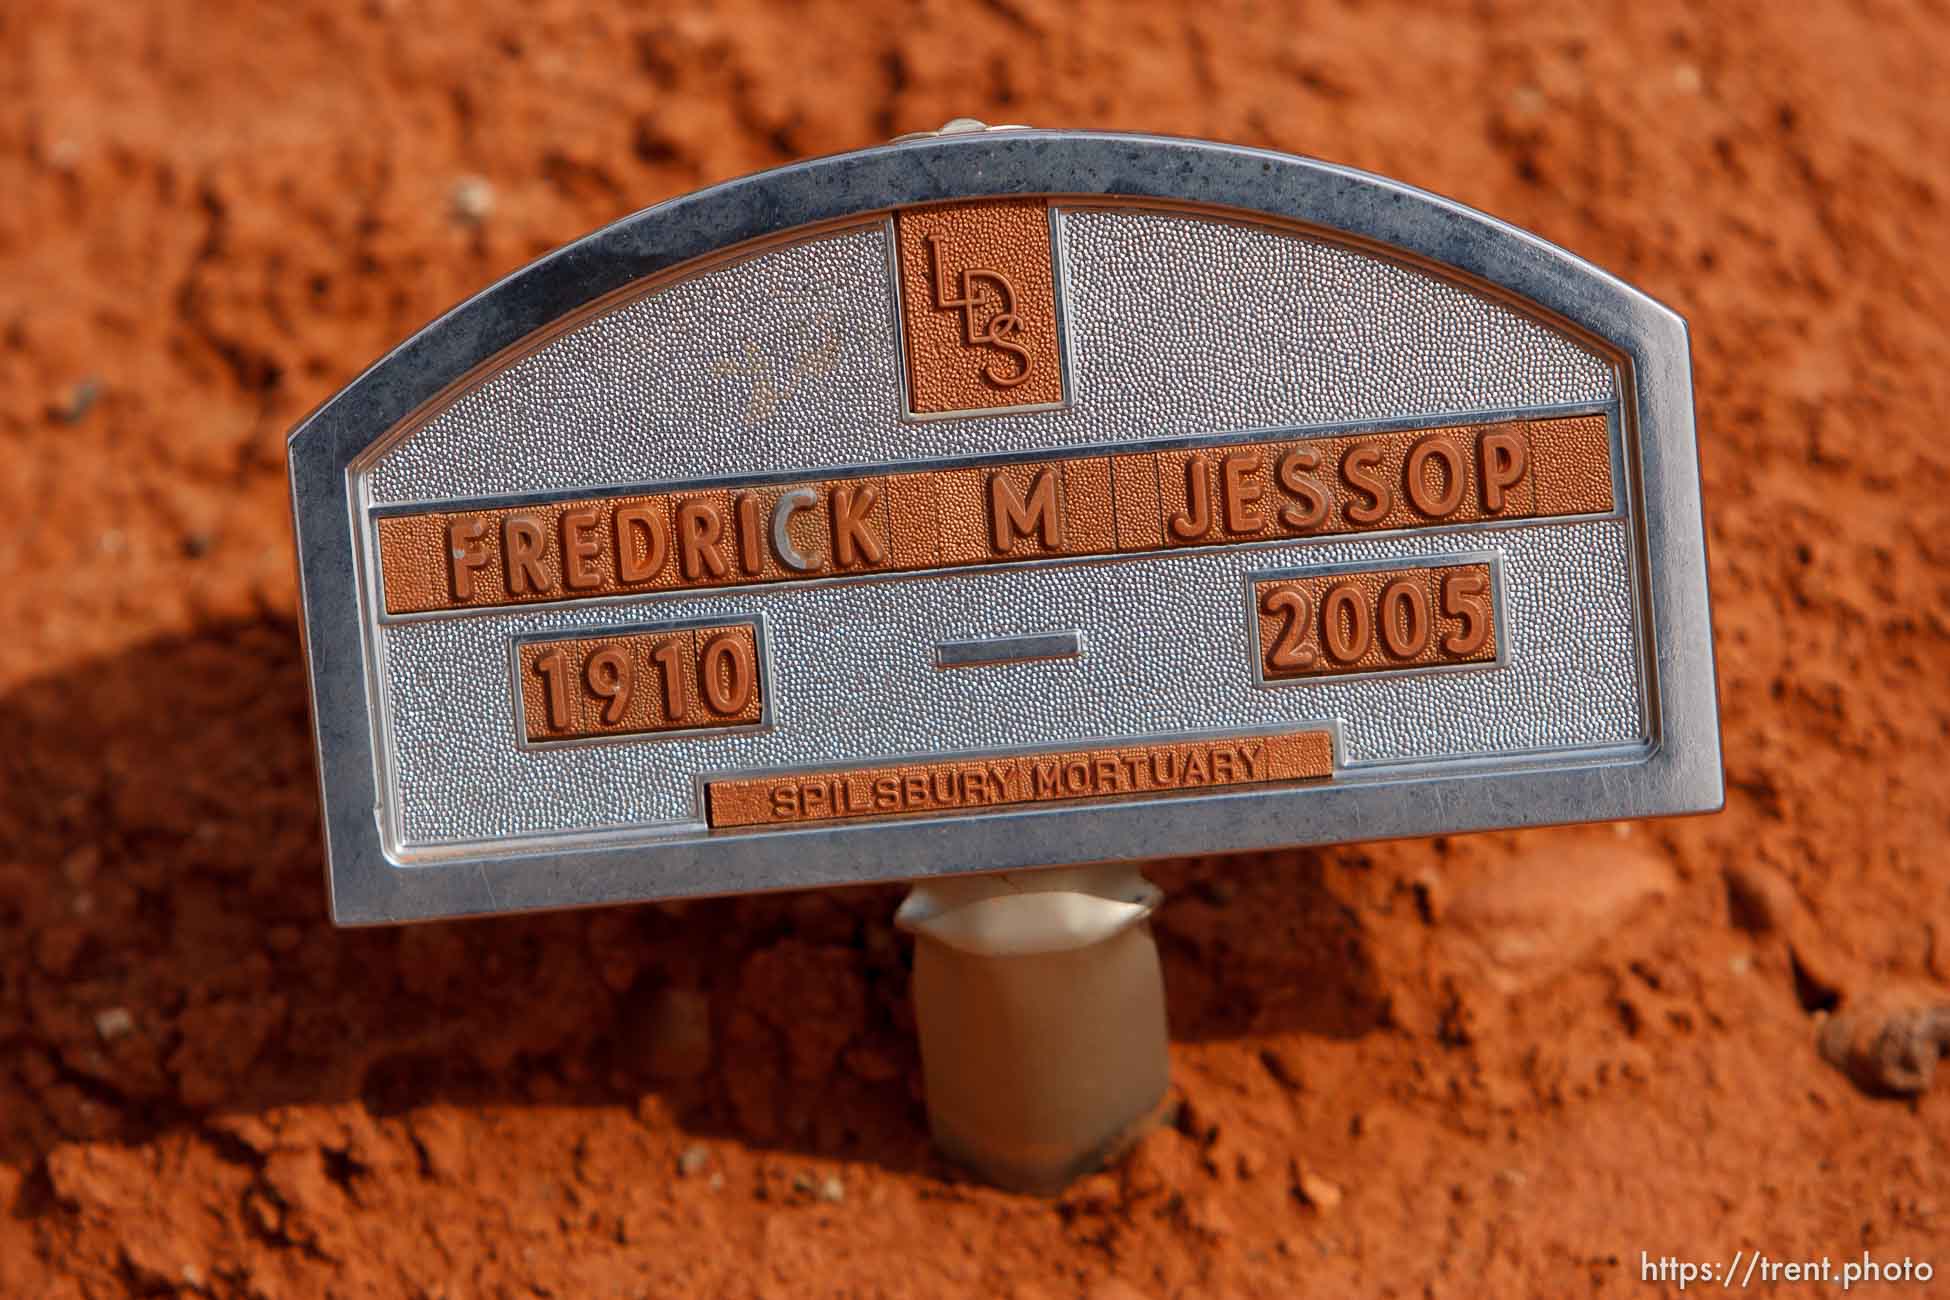 LDS
FREDRICK M JESSOP
1910 — 2005
SPILSBURY MORTUARY
https://trent.photo